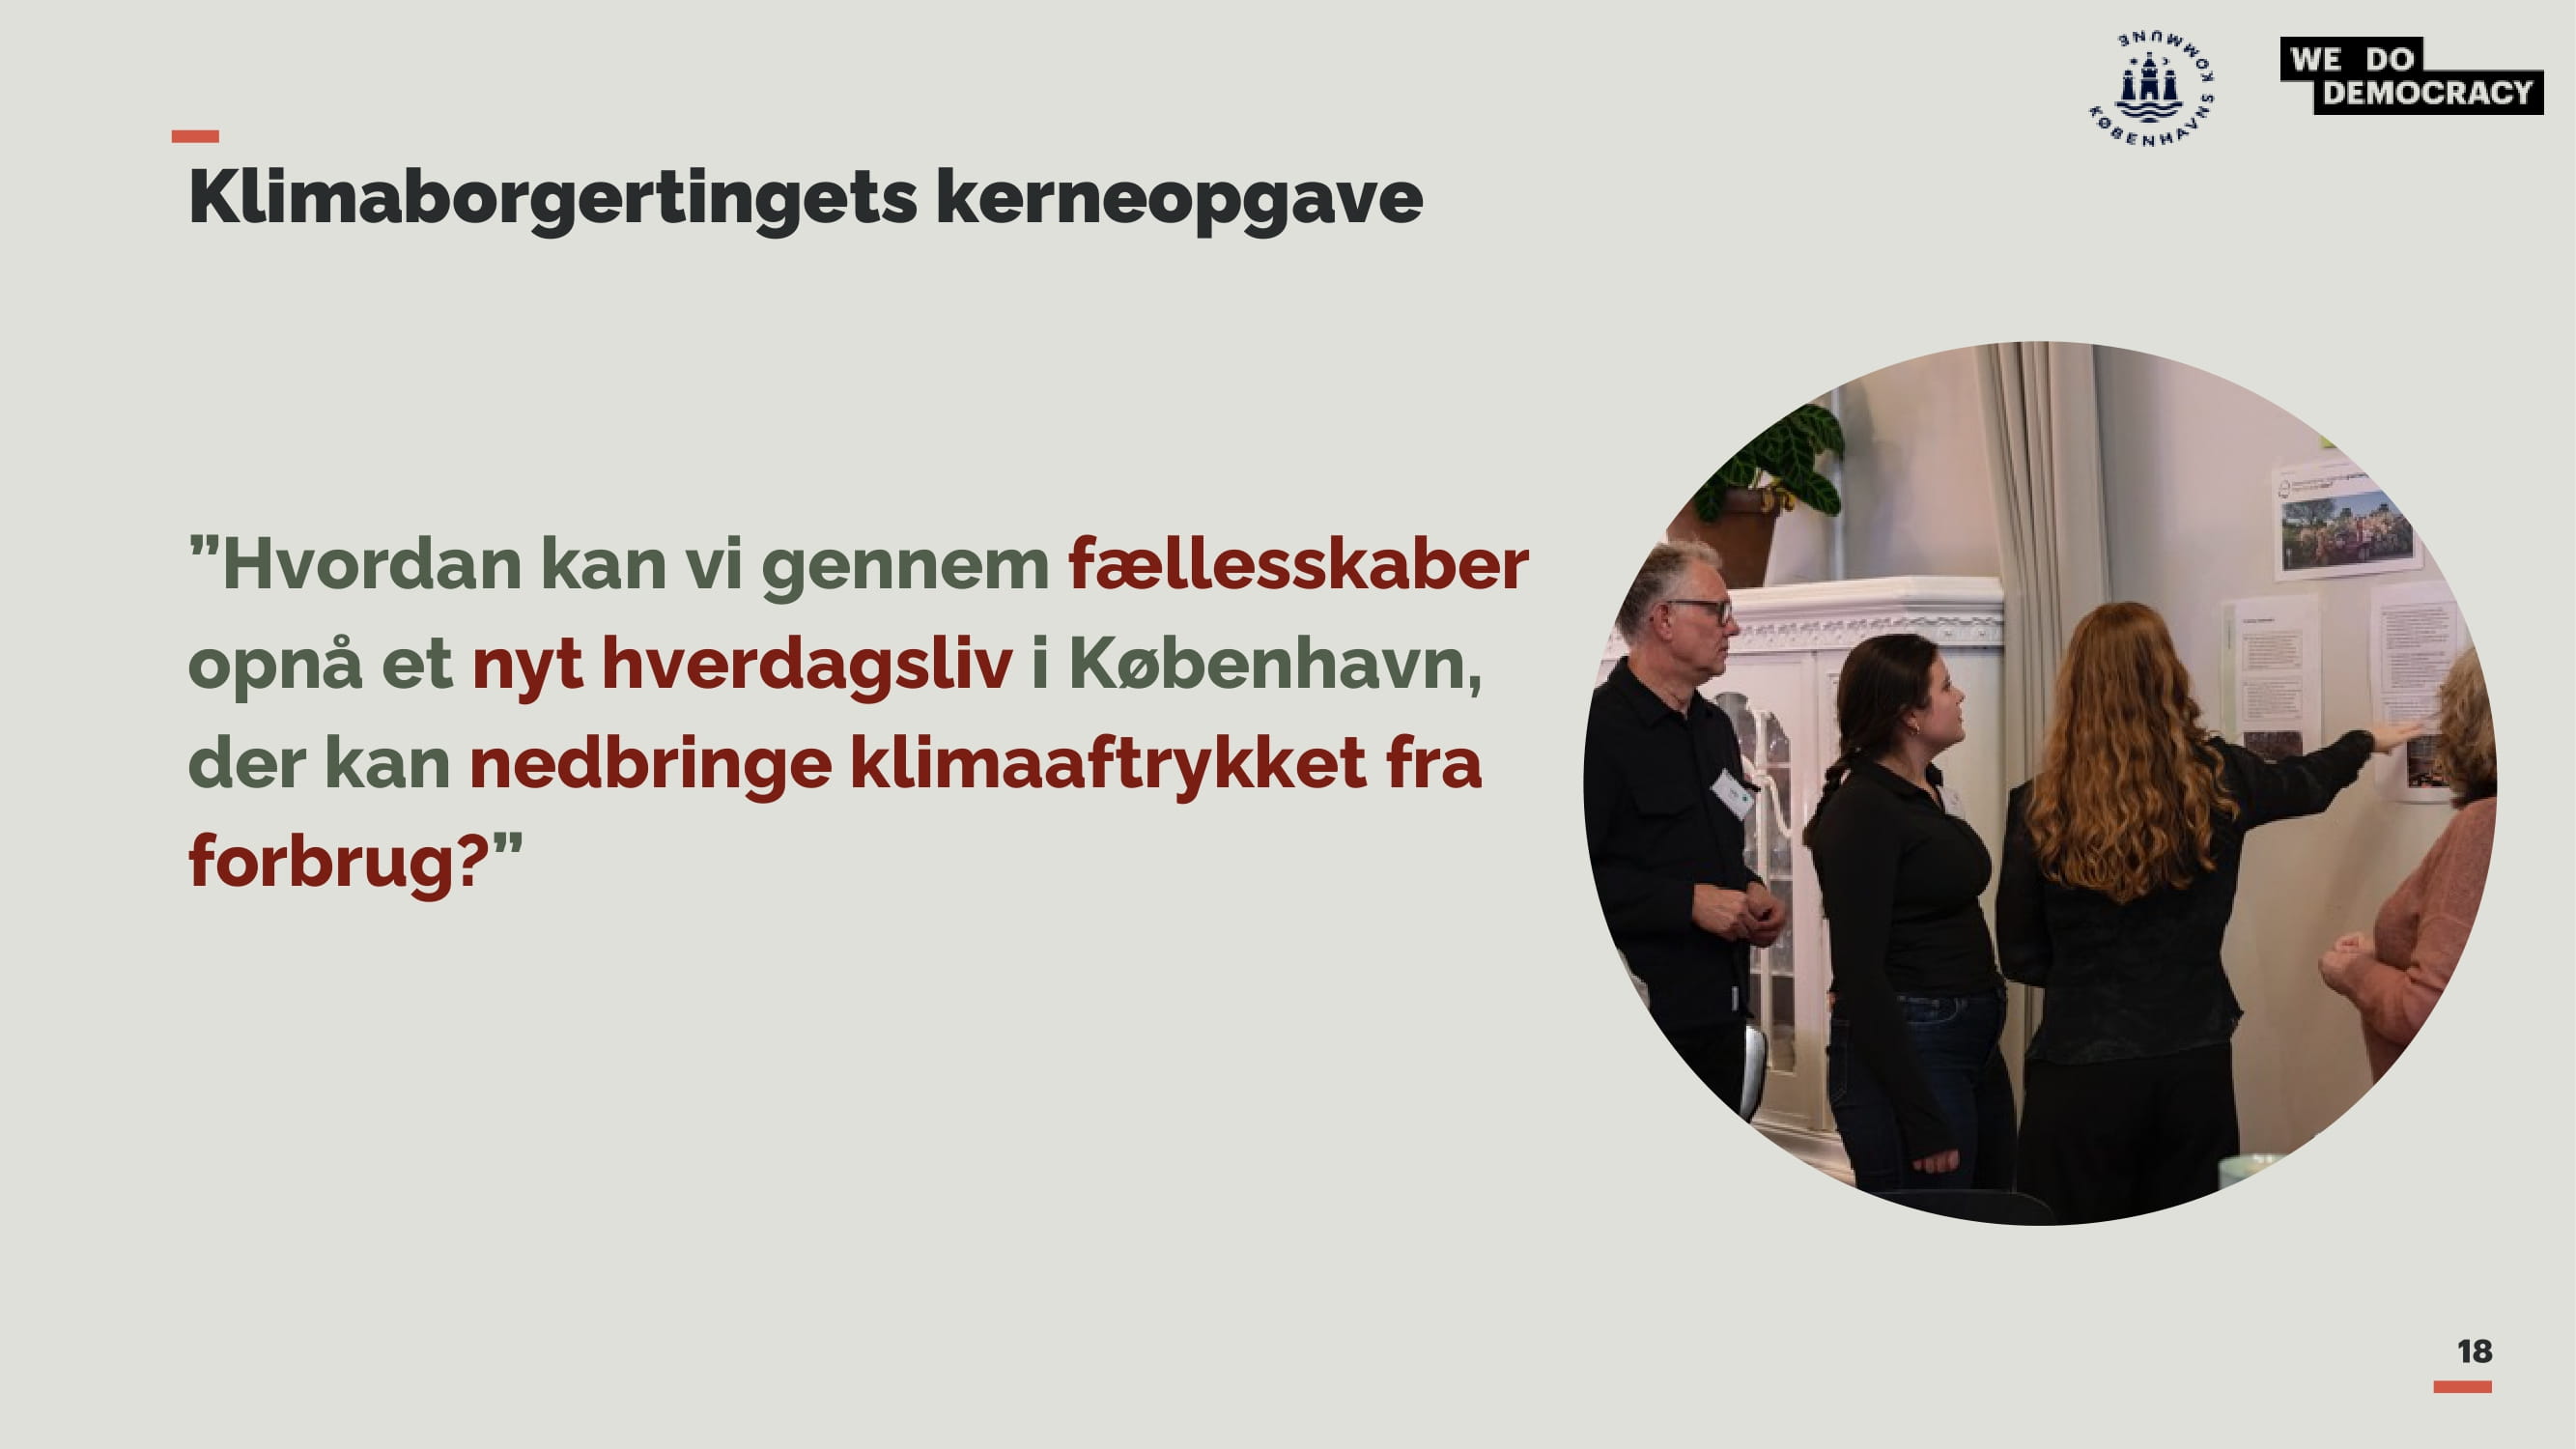 KØBENHAVNS KOMMUNE
WE DO
DEMOCRACY
Klimaborgertingets kerneopgave
”Hvordan kan vi gennem fællesskaber
opnå et nyt hverdagsliv i København,
der kan nedbringe klimaaftrykket fra
forbrug?”
18